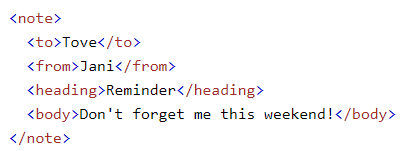 <note>
  <to>Tove</to>
  <from>Jani</from>
  <heading>Reminder</heading>
  <body>Don't forget me this weekend!</body>
</note>